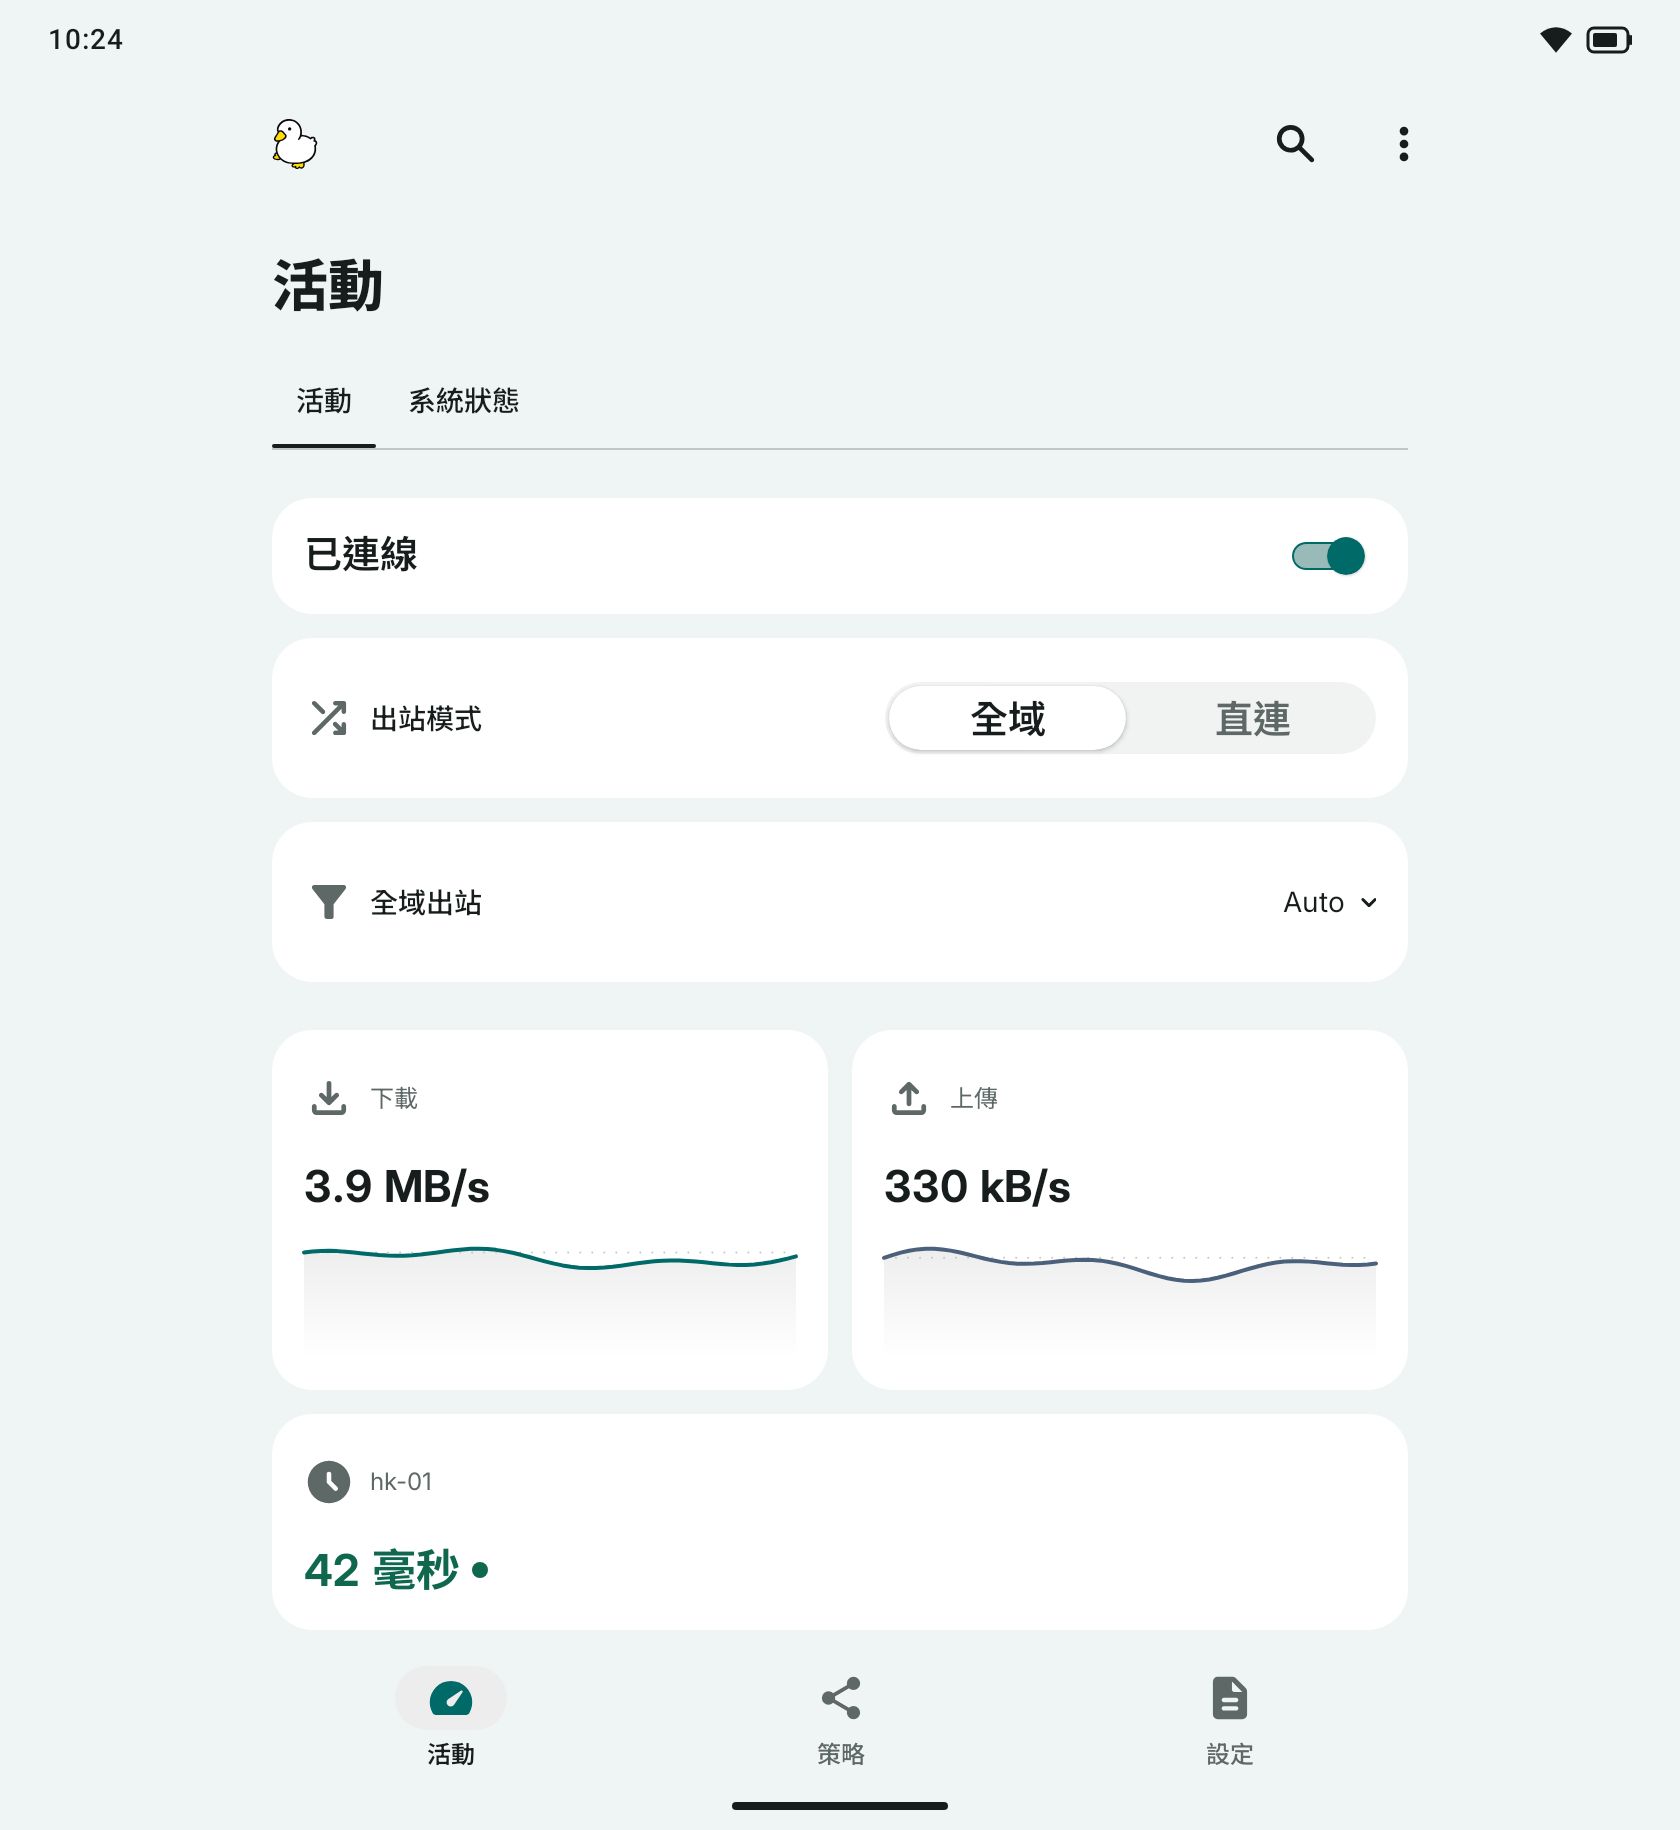 10:24
活動
活動
系統狀態
已連線
出站模式
全域
直連
全域出站
Auto
下載
上傳
3.9 MB/s
330 kB/s
hk-01
42 毫秒
活動
策略
設定